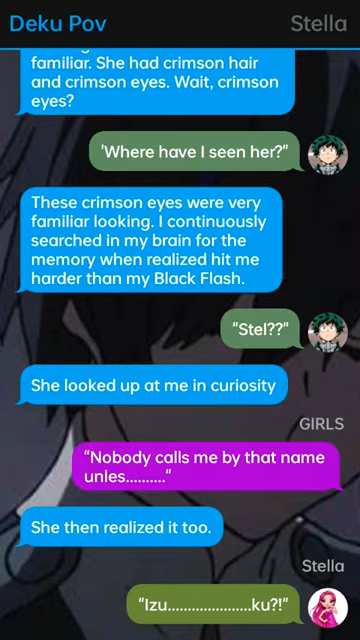 Deku Pov
Stella
familiar. She had crimson hair
and crimson eyes. Wait, crimson
eyes?
'Where have I seen her?"
These crimson eyes were very
familiar looking. I continuously
searched in my brain for the
memory when realized hit me
harder than my Black Flash.
"Stel??"
She looked up at me in curiosity
GIRLS
"Nobody calls me by that name
unles.........."
She then realized it too.
Stella
"Izu.....................ku?!"